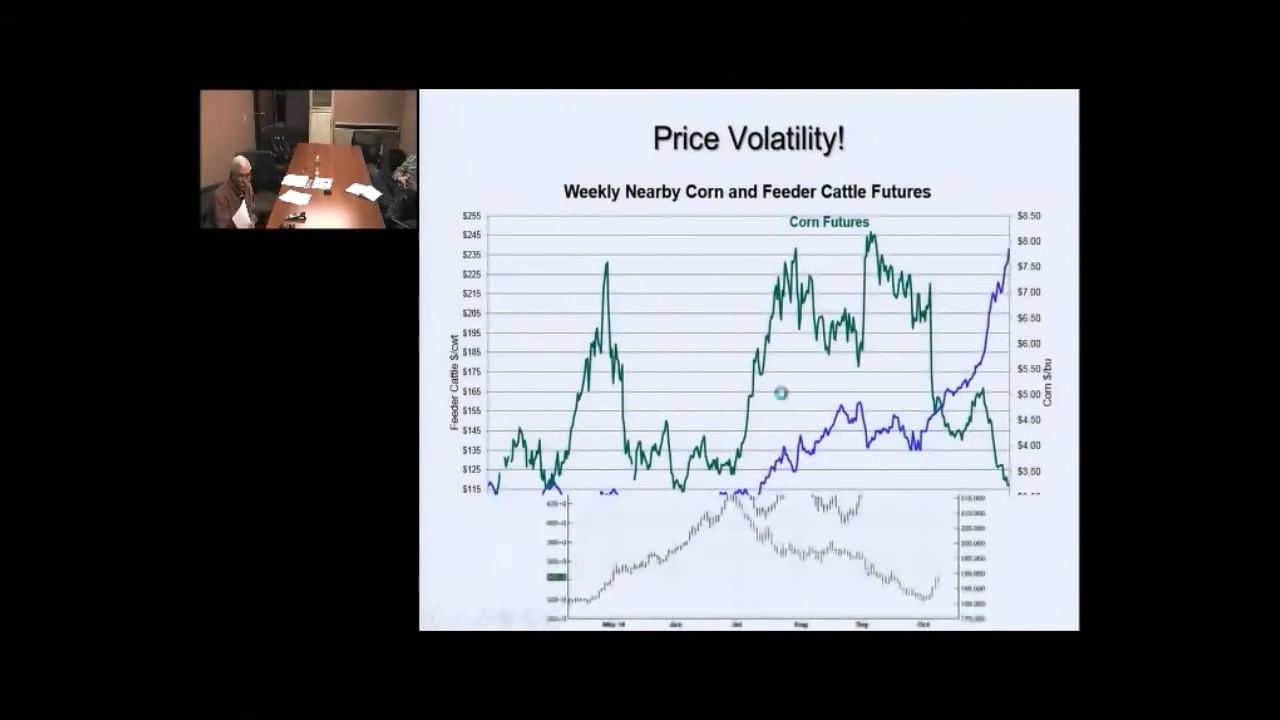 Price Volatility!
Weekly Nearby Corn and Feeder Cattle Futures
Corn Futures
Feeder Cattle $/cwt
$255
$245
$235
$225
$215
$205
$195
$185
$175
$165
$155
$145
$135
$125
$115
$8.50
$8.00
$7.50
$7.00
$6.50
$6.00
$5.50
$5.00
$4.50
$4.00
$3.50
Corn $/bu
Jul
Aug
Sep
Oct